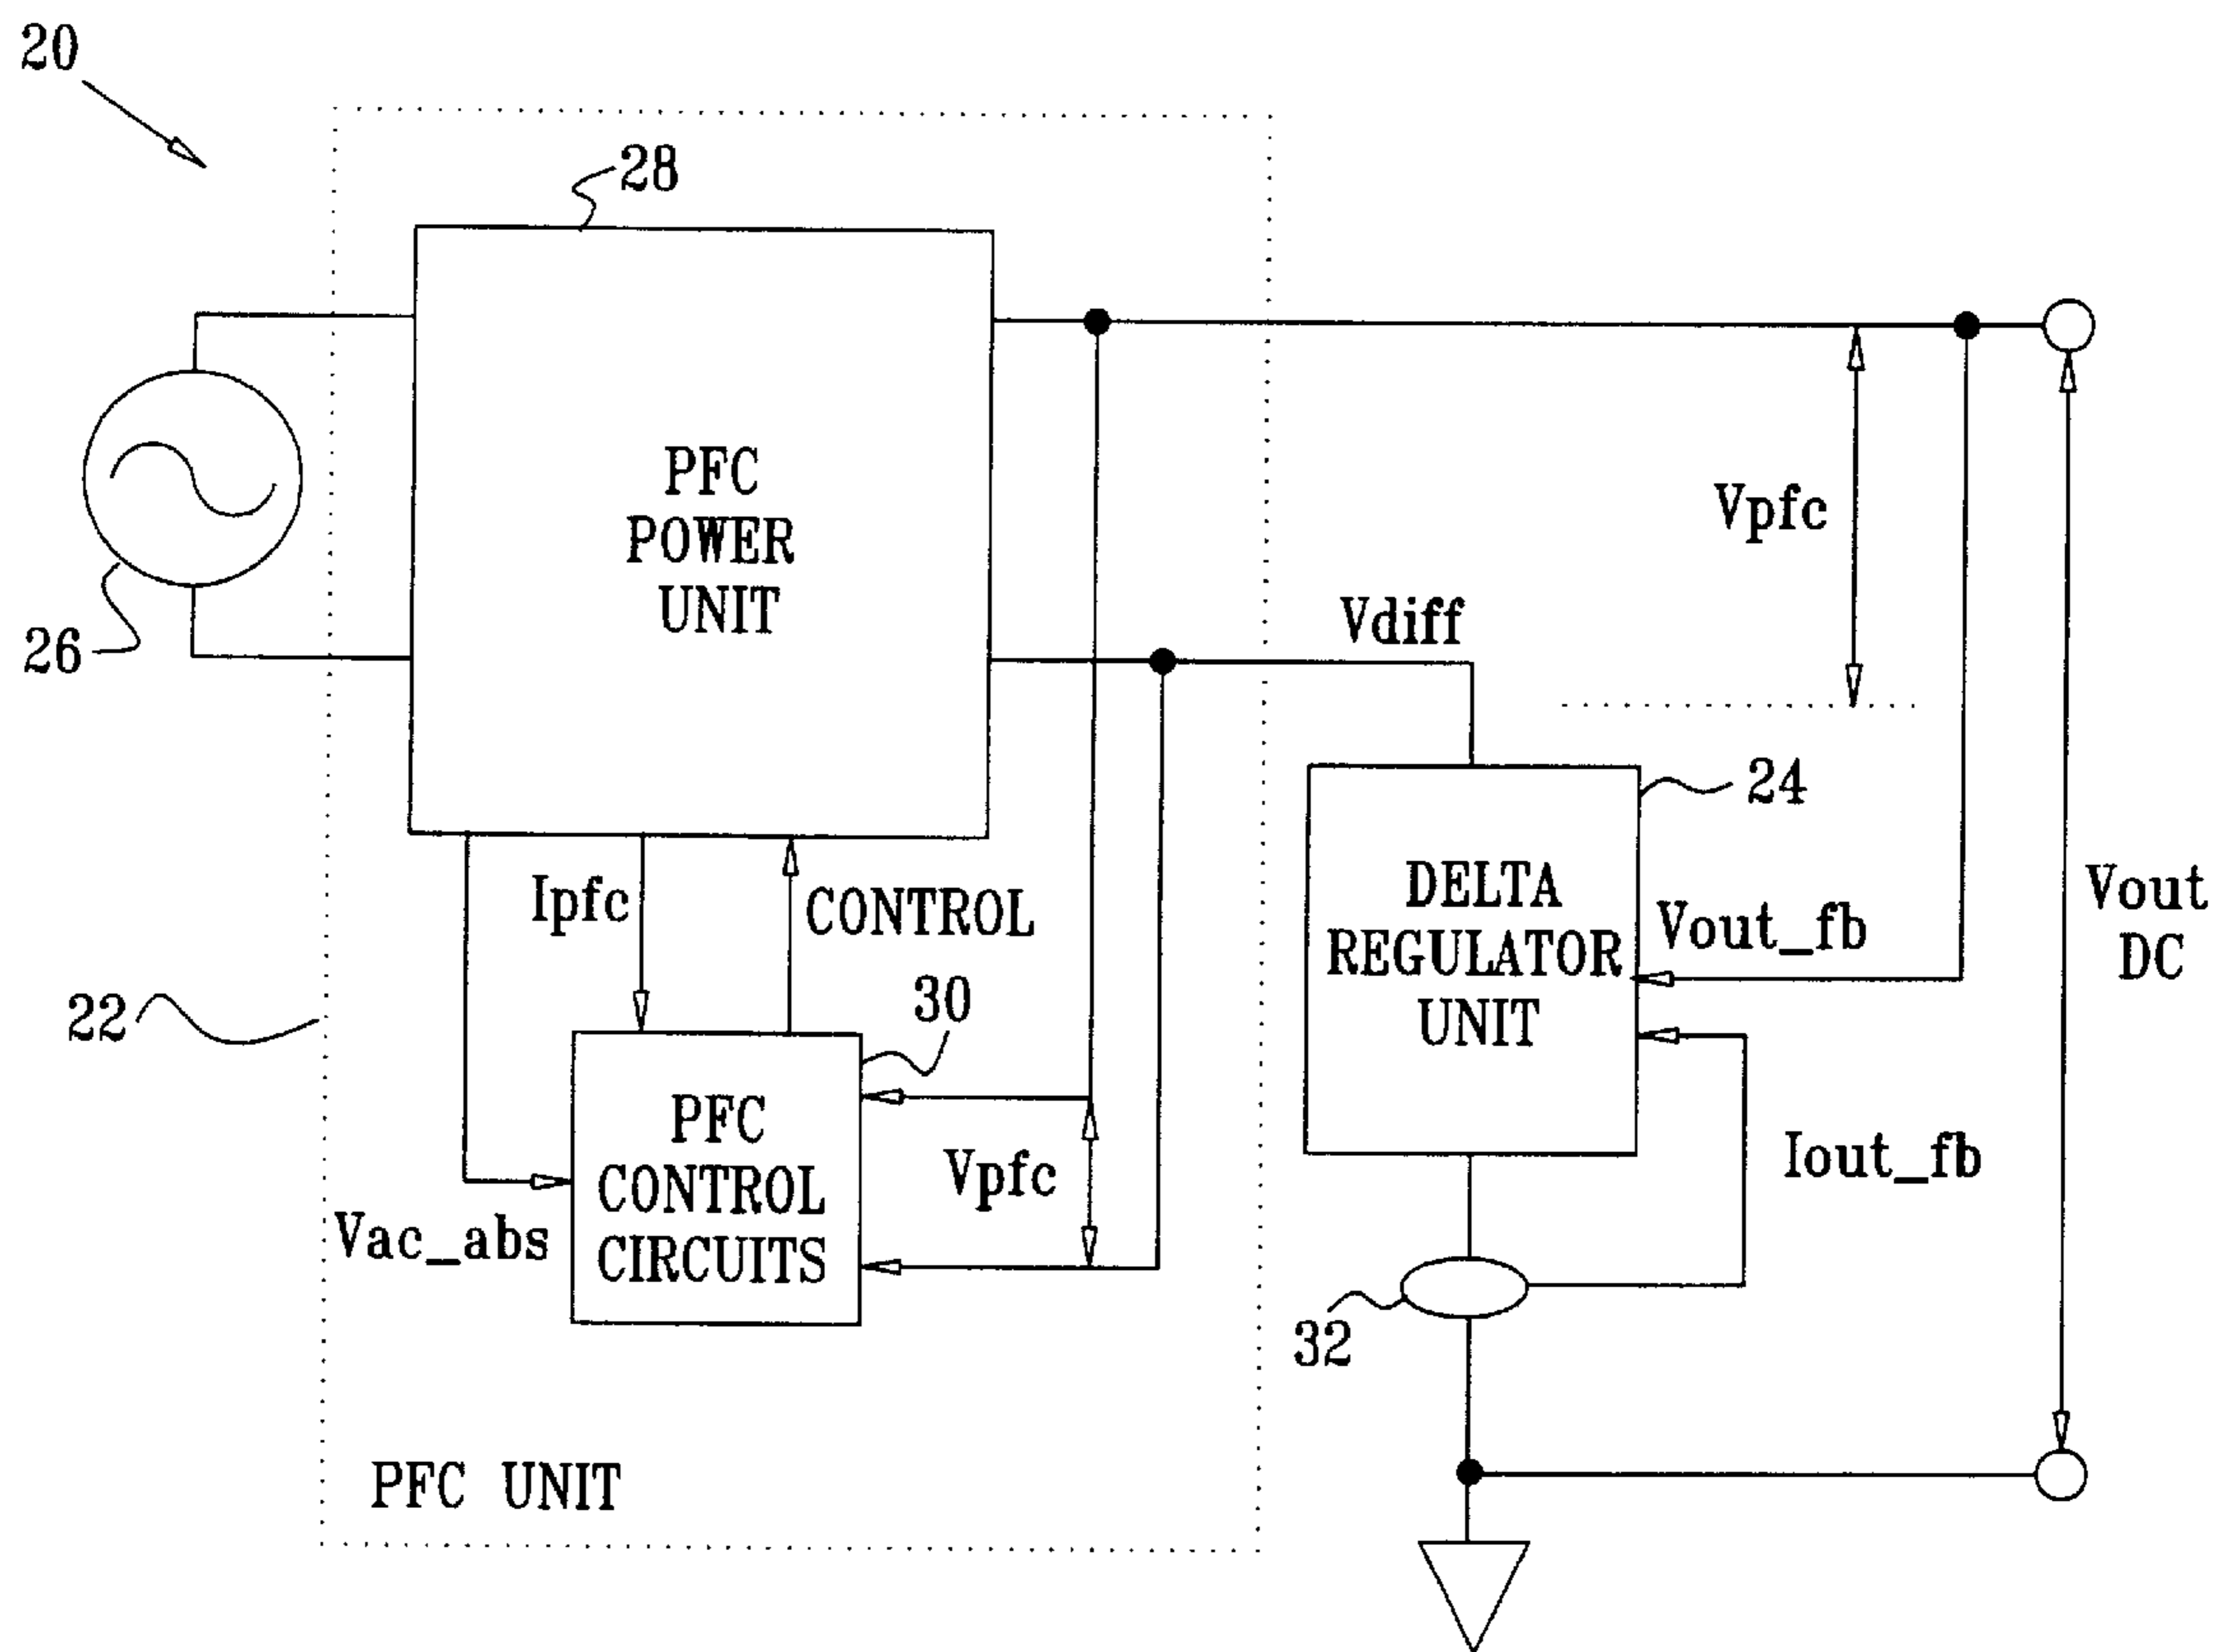 20
28
PFC
POWER
UNIT
26
Vpfc
Vdiff
24
Ipfc
CONTROL
DELTA
REGULATOR
UNIT
Vout_fb
Vout
DC
22
30
PFC
CONTROL
CIRCUITS
Vpfc
Iout_fb
Vac_abs
32
PFC UNIT